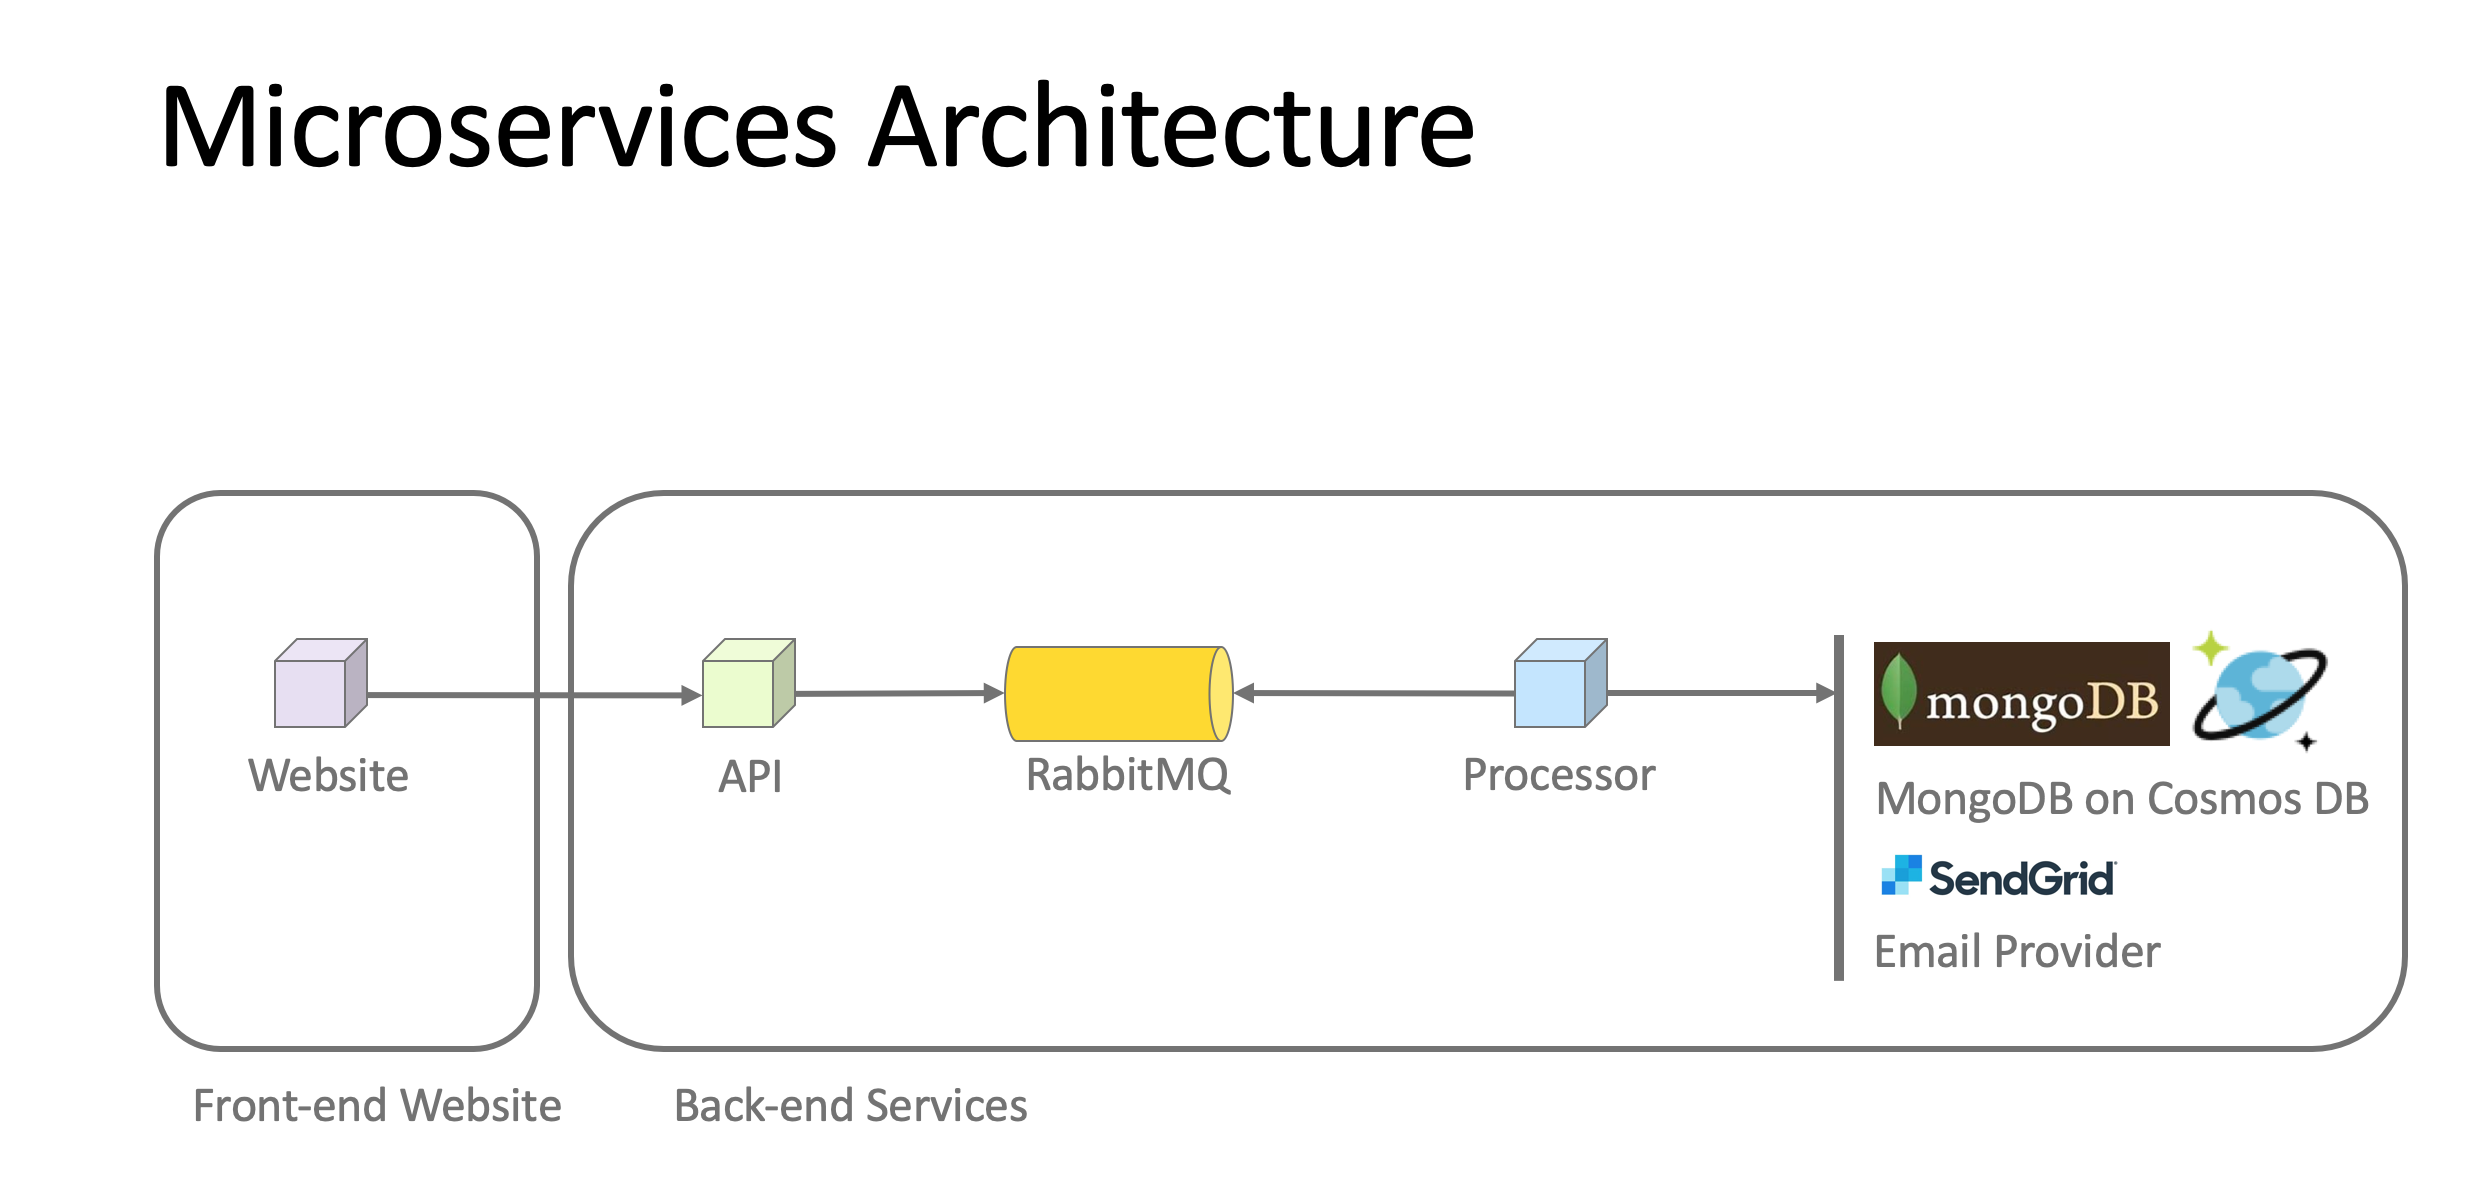 Microservices Architecture
Website
API
RabbitMQ
Processor
mongoDB
MongoDB on Cosmos DB
SendGrid
Email Provider
Front-end Website
Back-end Services